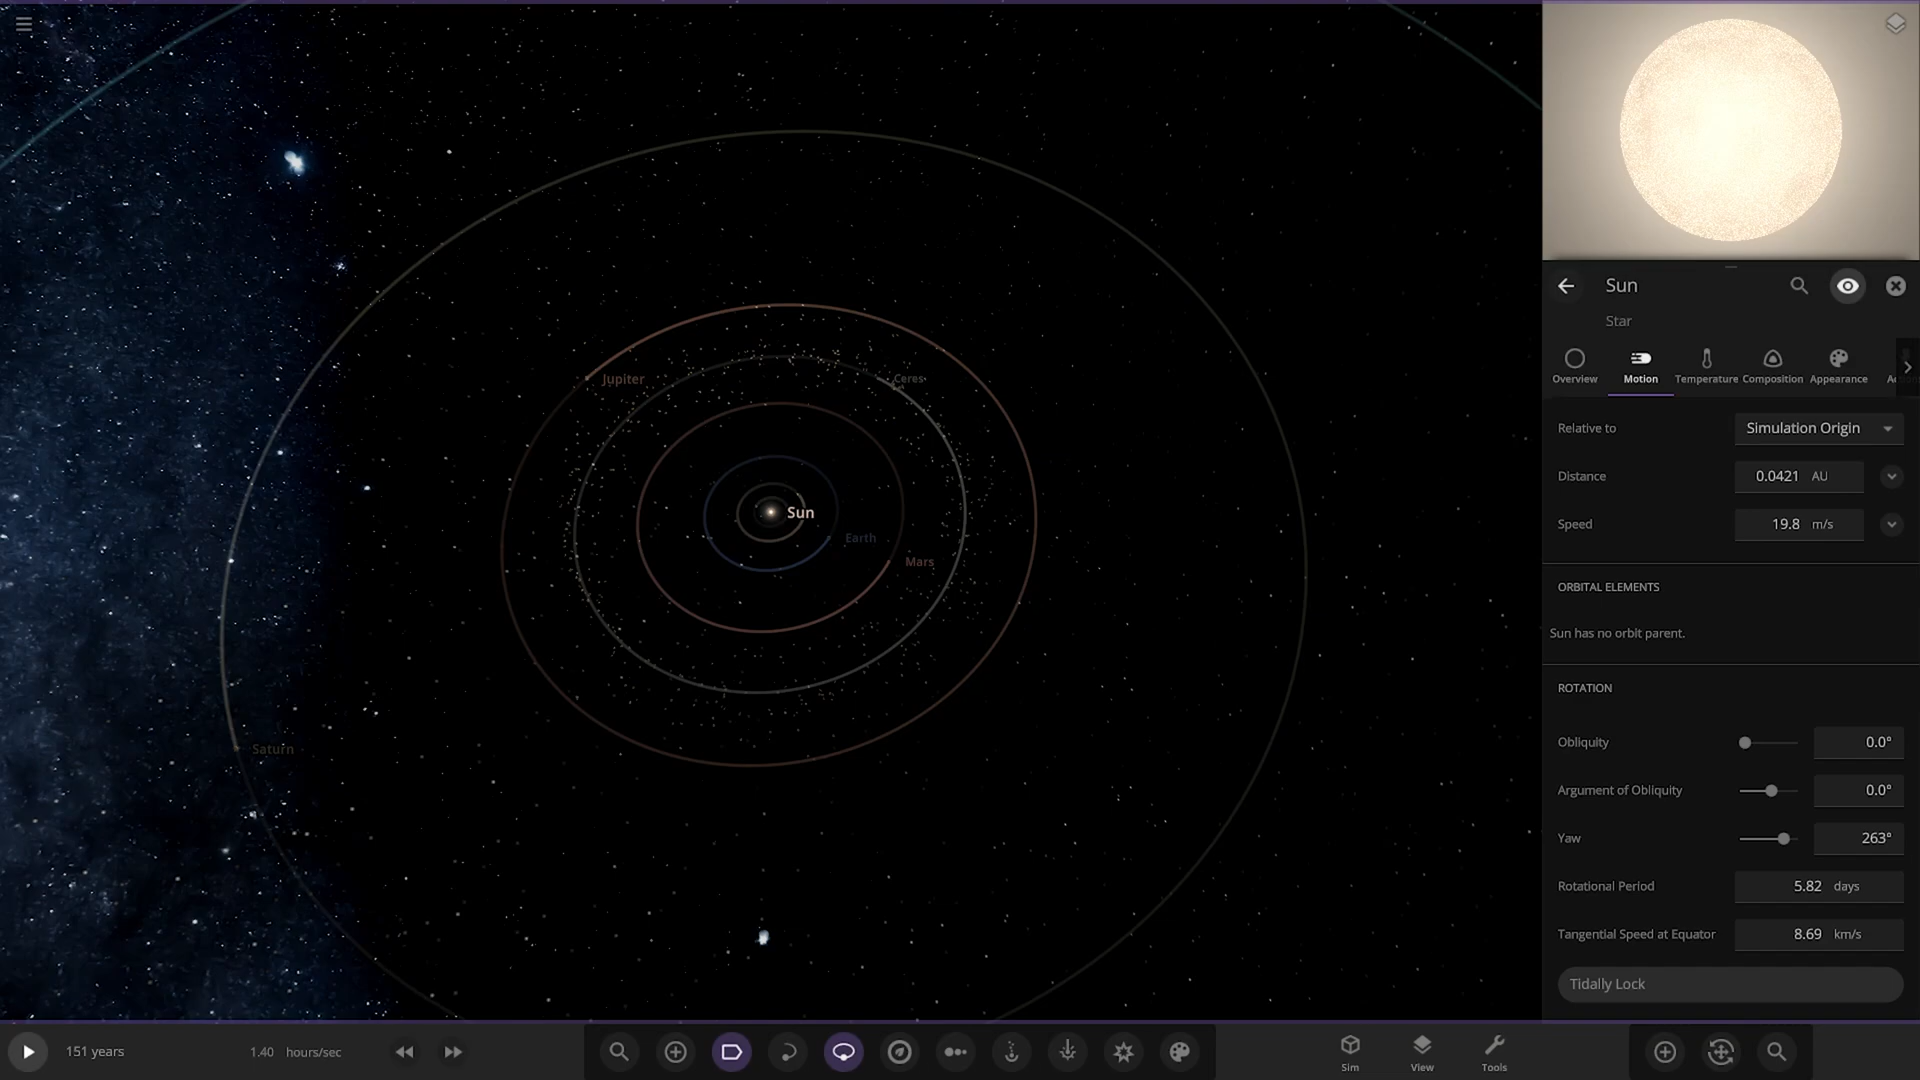 Jupiter
Ceres
Sun
Earth
Mars
Saturn
Sun
Star
Overview
Motion
Temperature
Composition
Appearance
Relative to
Simulation Origin
Distance
0.0421 AU
Speed
19.8 m/s
ORBITAL ELEMENTS
Sun has no orbit parent.
ROTATION
Obliquity
0.0°
Argument of Obliquity
0.0°
Yaw
263°
Rotational Period
5.82 days
Tangential Speed at Equator
8.69 km/s
Tidally Lock
151 years
1.40 hours/sec
Sim
View
Tools